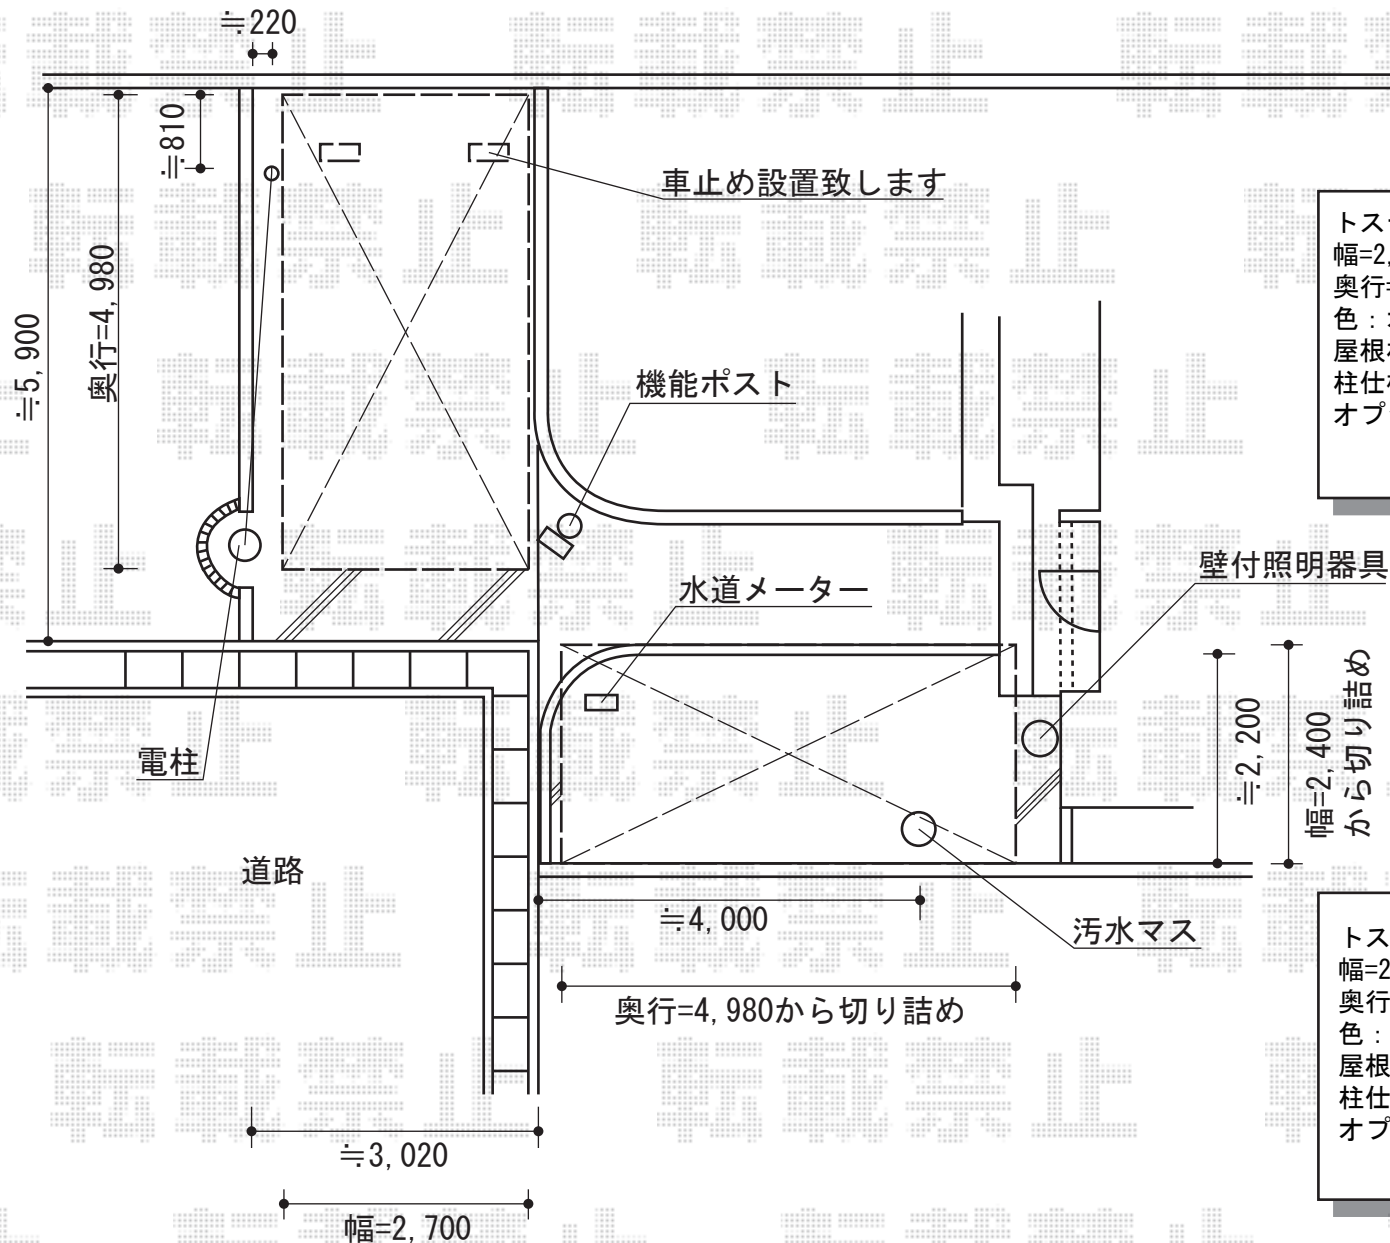 ≒220
≒810
≒5,900
奥行=4,980
車止め設置致します
機能ポスト
水道メーター
壁付照明器具
電柱
道路
≒2,200
幅=2,400
から切り詰め
≒4,000
汚水マス
奥行=4,980から切り詰め
≒3,020
幅=2,700
トス
幅=2,
奥行=
色：
屋根
柱仕
オプ
トス
幅=2
奥行
色：
屋根
柱仕
オプ
転載禁止